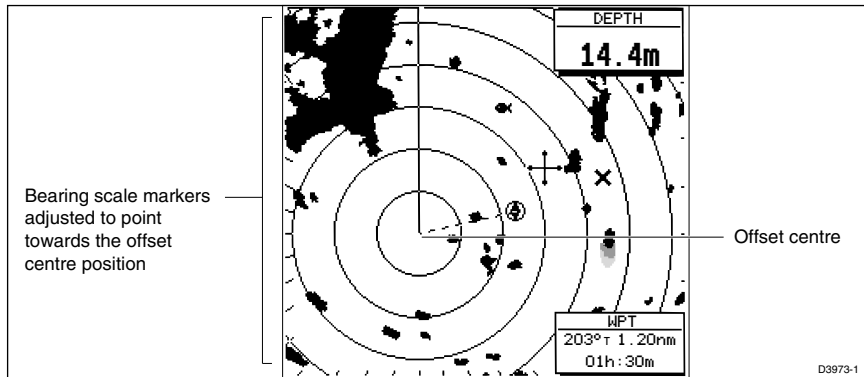 DEPTH
14.4m
Bearing scale markers
adjusted to point
towards the offset
centre position
Offset centre
WPT
203°T 1.20nm
01h:30m
D3973-1